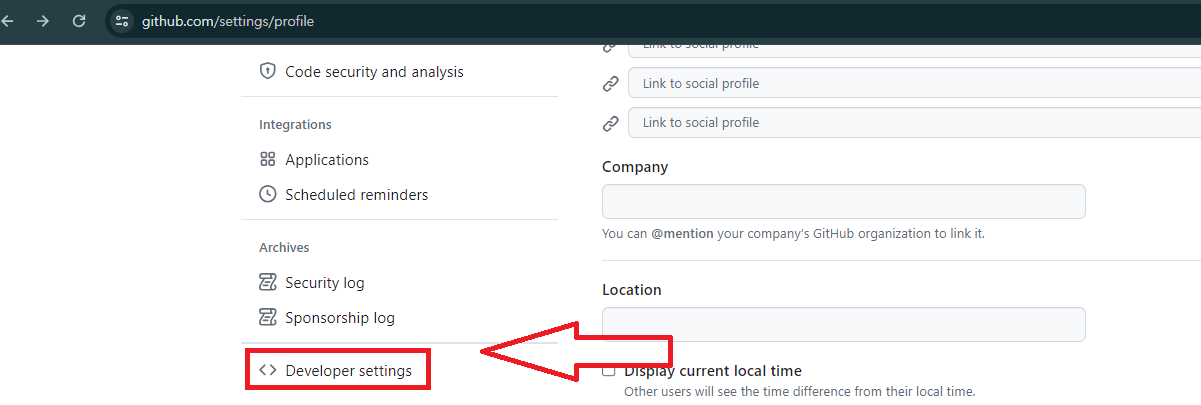 github.com/settings/profile
Link to social profile
Code security and analysis
Link to social profile
Link to social profile
Integrations
Applications
Scheduled reminders
Archives
Security log
Sponsorship log
Developer settings
Company
You can @mention your company's GitHub organization to link it.
Location
Display current local time
Other users will see the time difference from their local time.